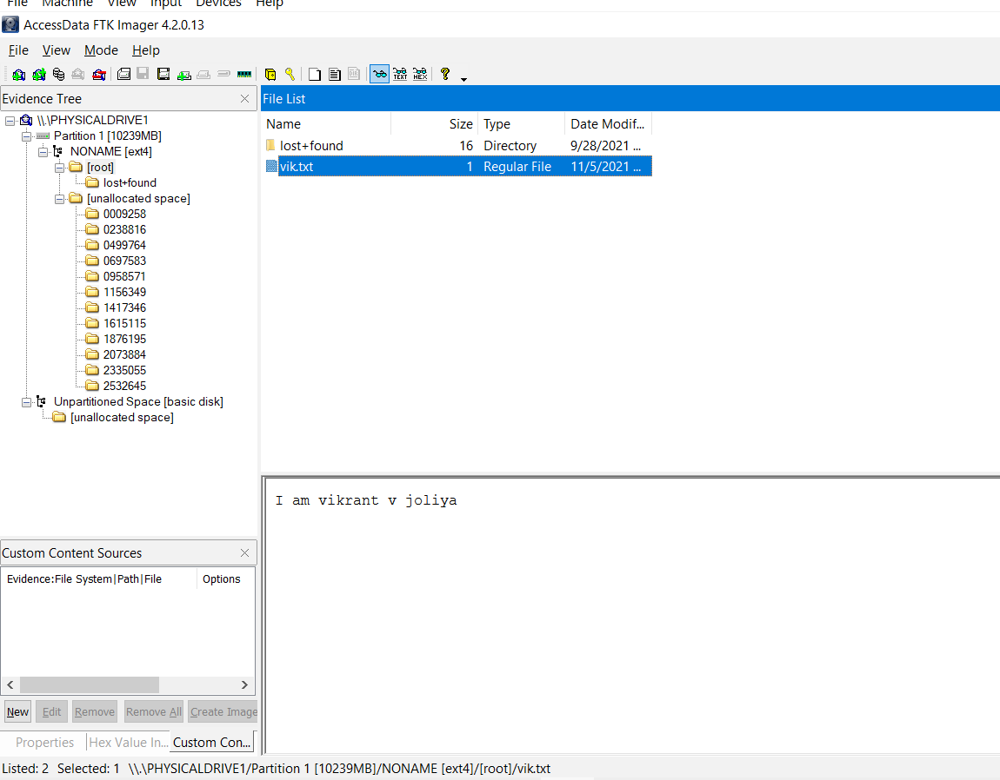 File Machine View Input Devices Help
AccessData FTK Imager 4.2.0.13
File View Mode Help
TEXT HEX
Evidence Tree
\\.\PHYSICALDRIVE1
Partition 1 [10239MB]
NONAME [ext4]
[root]
lost+found
[unallocated space]
0009258
0238816
0499764
0697583
0958571
1156349
1417346
1615115
1876195
2073884
2335055
2532645
Unpartitioned Space [basic disk]
[unallocated space]
File List
Name Size Type Date Modif...
lost+found 16 Directory 9/28/2021 ...
vik.txt 1 Regular File 11/5/2021 ...
I am vikrant v joliya
Custom Content Sources
Evidence:File System|Path|File Options
New Edit Remove Remove All Create Image
Properties Hex Value In... Custom Con...
Listed: 2 Selected: 1 \\.\PHYSICALDRIVE1/Partition 1 [10239MB]/NONAME [ext4]/[root]/vik.txt